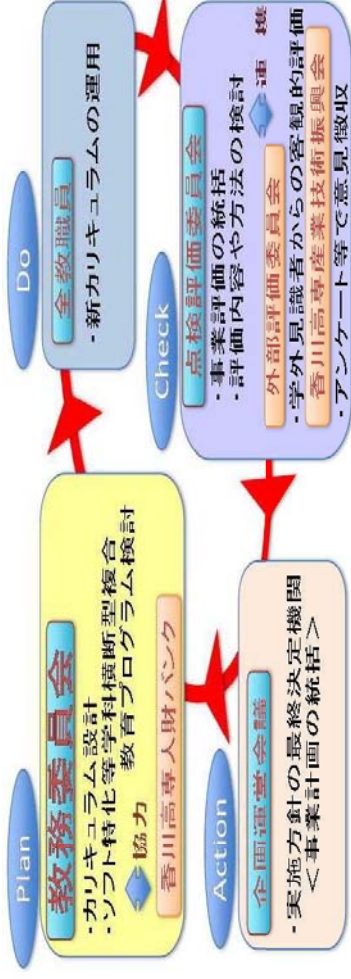 Plan
教務委員会
・カリキュラム設計
・ソフト特化等学科横断型複合
教育プログラム検討
協力
香川高専人財バンク
Do
全教職員
・新カリキュラムの運用
Check
点検評価委員会
・事業評価の統括
・評価内容や方法の検討
連携
外部評価委員会
・学外見識者からの客観的評価
香川高専産業技術振興会
・アンケート等で意見徴収
Action
企画運営会議
・実施方針の最終決定機関
＜事業計画の統括＞